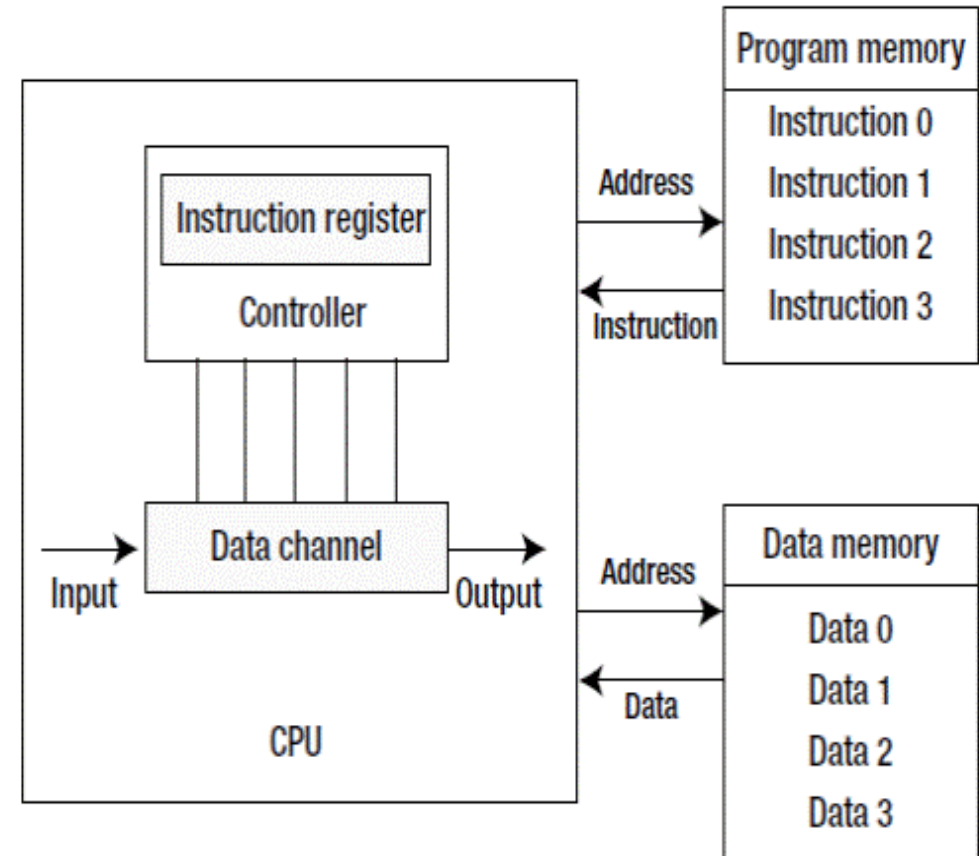 Program memory
Instruction 0
Instruction 1
Instruction 2
Instruction 3
Instruction register
Controller
Address
Instruction
Data channel
Input
Output
CPU
Address
Data
Data memory
Data 0
Data 1
Data 2
Data 3